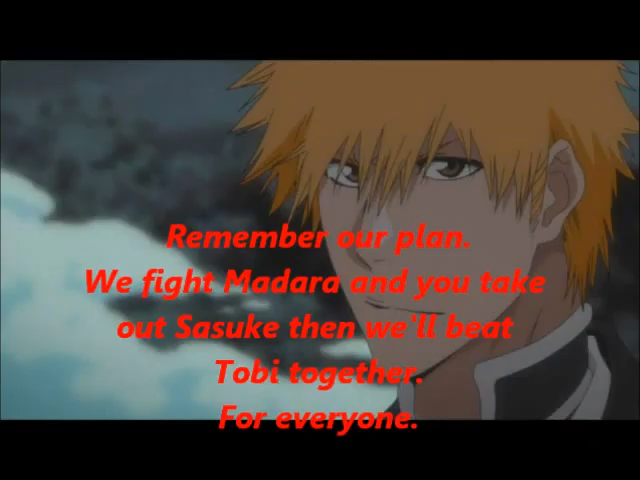 Remember our plan.
We fight Madara and you take
out Sasuke then we'll beat
Tobi together.
For everyone.